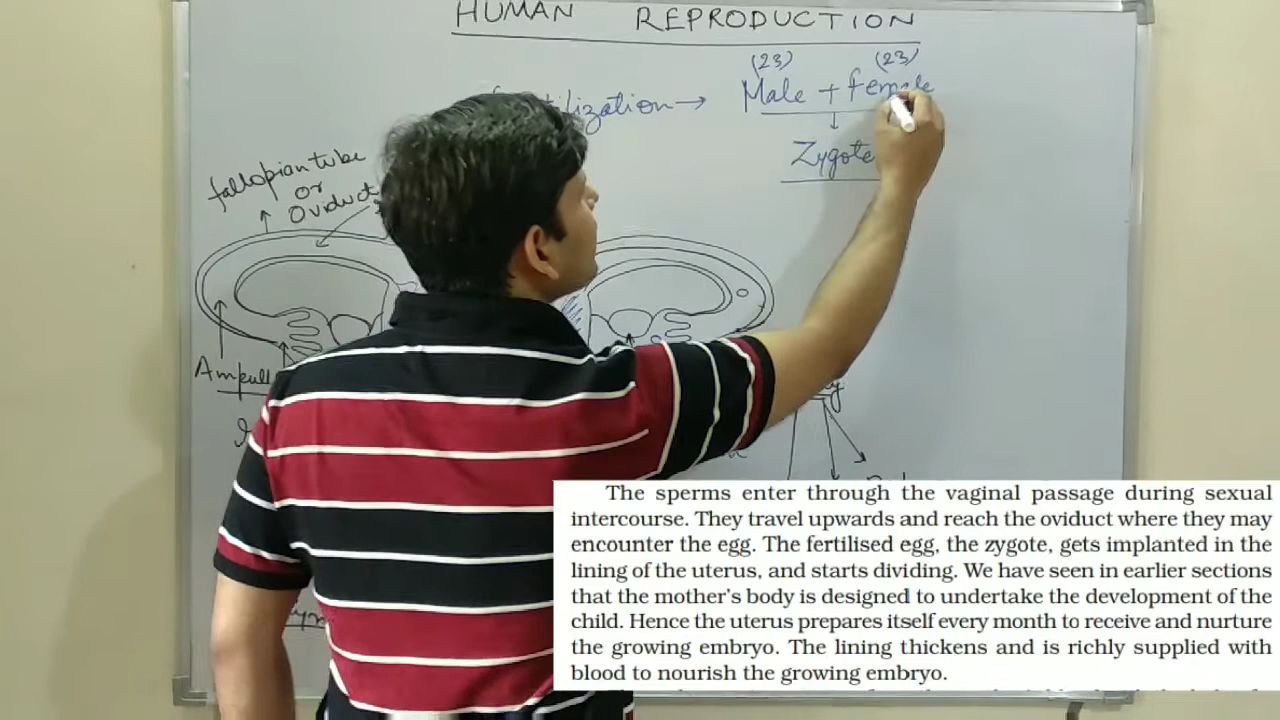 HUMAN REPRODUCTION
(23) (23)
→ Male + female
↓
Zygote
fallopian tube
or
Oviduct
The sperms enter through the vaginal passage during sexual
intercourse. They travel upwards and reach the oviduct where they may
encounter the egg. The fertilised egg, the zygote, gets implanted in the
lining of the uterus, and starts dividing. We have seen in earlier sections
that the mother's body is designed to undertake the development of the
child. Hence the uterus prepares itself every month to receive and nurture
the growing embryo. The lining thickens and is richly supplied with
blood to nourish the growing embryo.